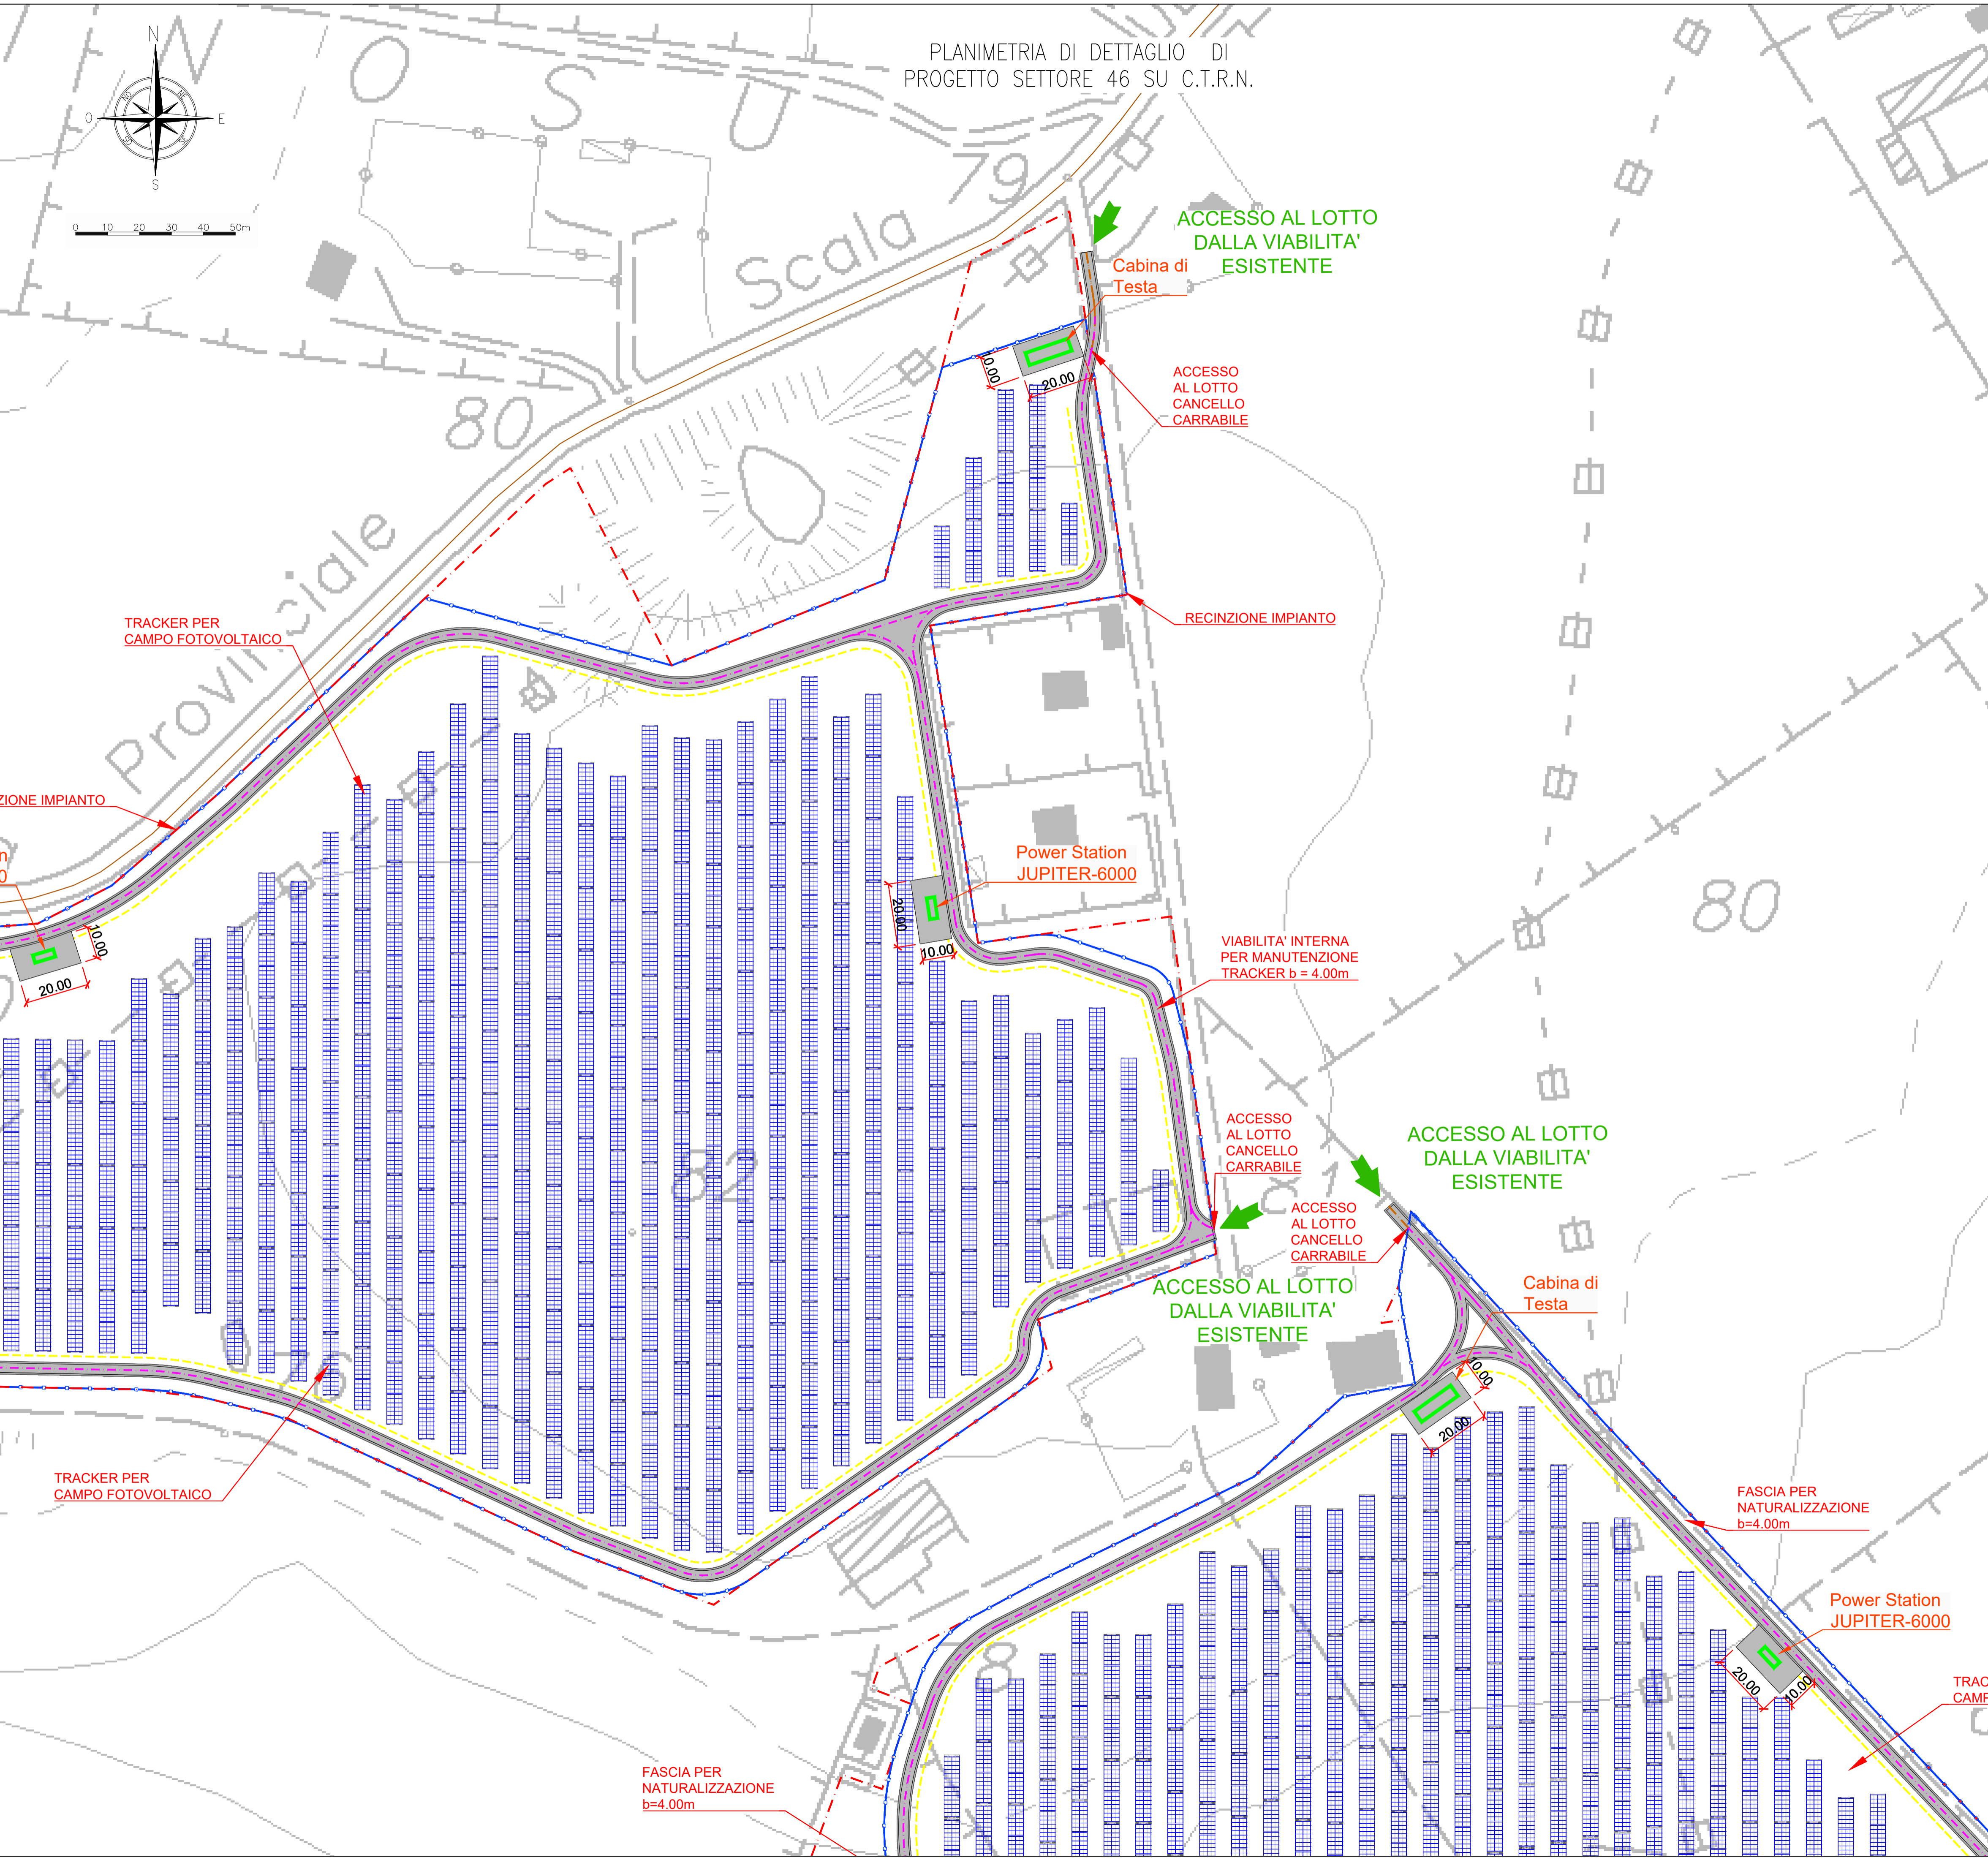 PLANIMETRIA DI DETTAGLIO DI
PROGETTO SETTORE 46 SU C.T.R.N.
N
O
E
S
0 10 20 30 40 50m
O
S
U
79
Scala
80
Provinciale
ACCESSO AL LOTTO
DALLA VIABILITA'
ESISTENTE
Cabina di
Testa
10.00
20.00
ACCESSO
AL LOTTO
CANCELLO
CARRABILE
TRACKER PER
CAMPO FOTOVOLTAICO
RECINZIONE IMPIANTO
ZIONE IMPIANTO
n
0
10.00
20.00
Power Station
JUPITER-6000
20.00
10.00
80
VIABILITA' INTERNA
PER MANUTENZIONE
TRACKER b = 4.00m
ACCESSO
AL LOTTO
CANCELLO
CARRABILE
82
ACCESSO AL LOTTO
DALLA VIABILITA'
ESISTENTE
ACCESSO
AL LOTTO
CANCELLO
CARRABILE
ACCESSO AL LOTTO
DALLA VIABILITA'
ESISTENTE
Cabina di
Testa
76
10.00
20.00
TRACKER PER
CAMPO FOTOVOLTAICO
FASCIA PER
NATURALIZZAZIONE
b=4.00m
Power Station
JUPITER-6000
20.00
10.00
8
TRAC
CAMP
FASCIA PER
NATURALIZZAZIONE
b=4.00m